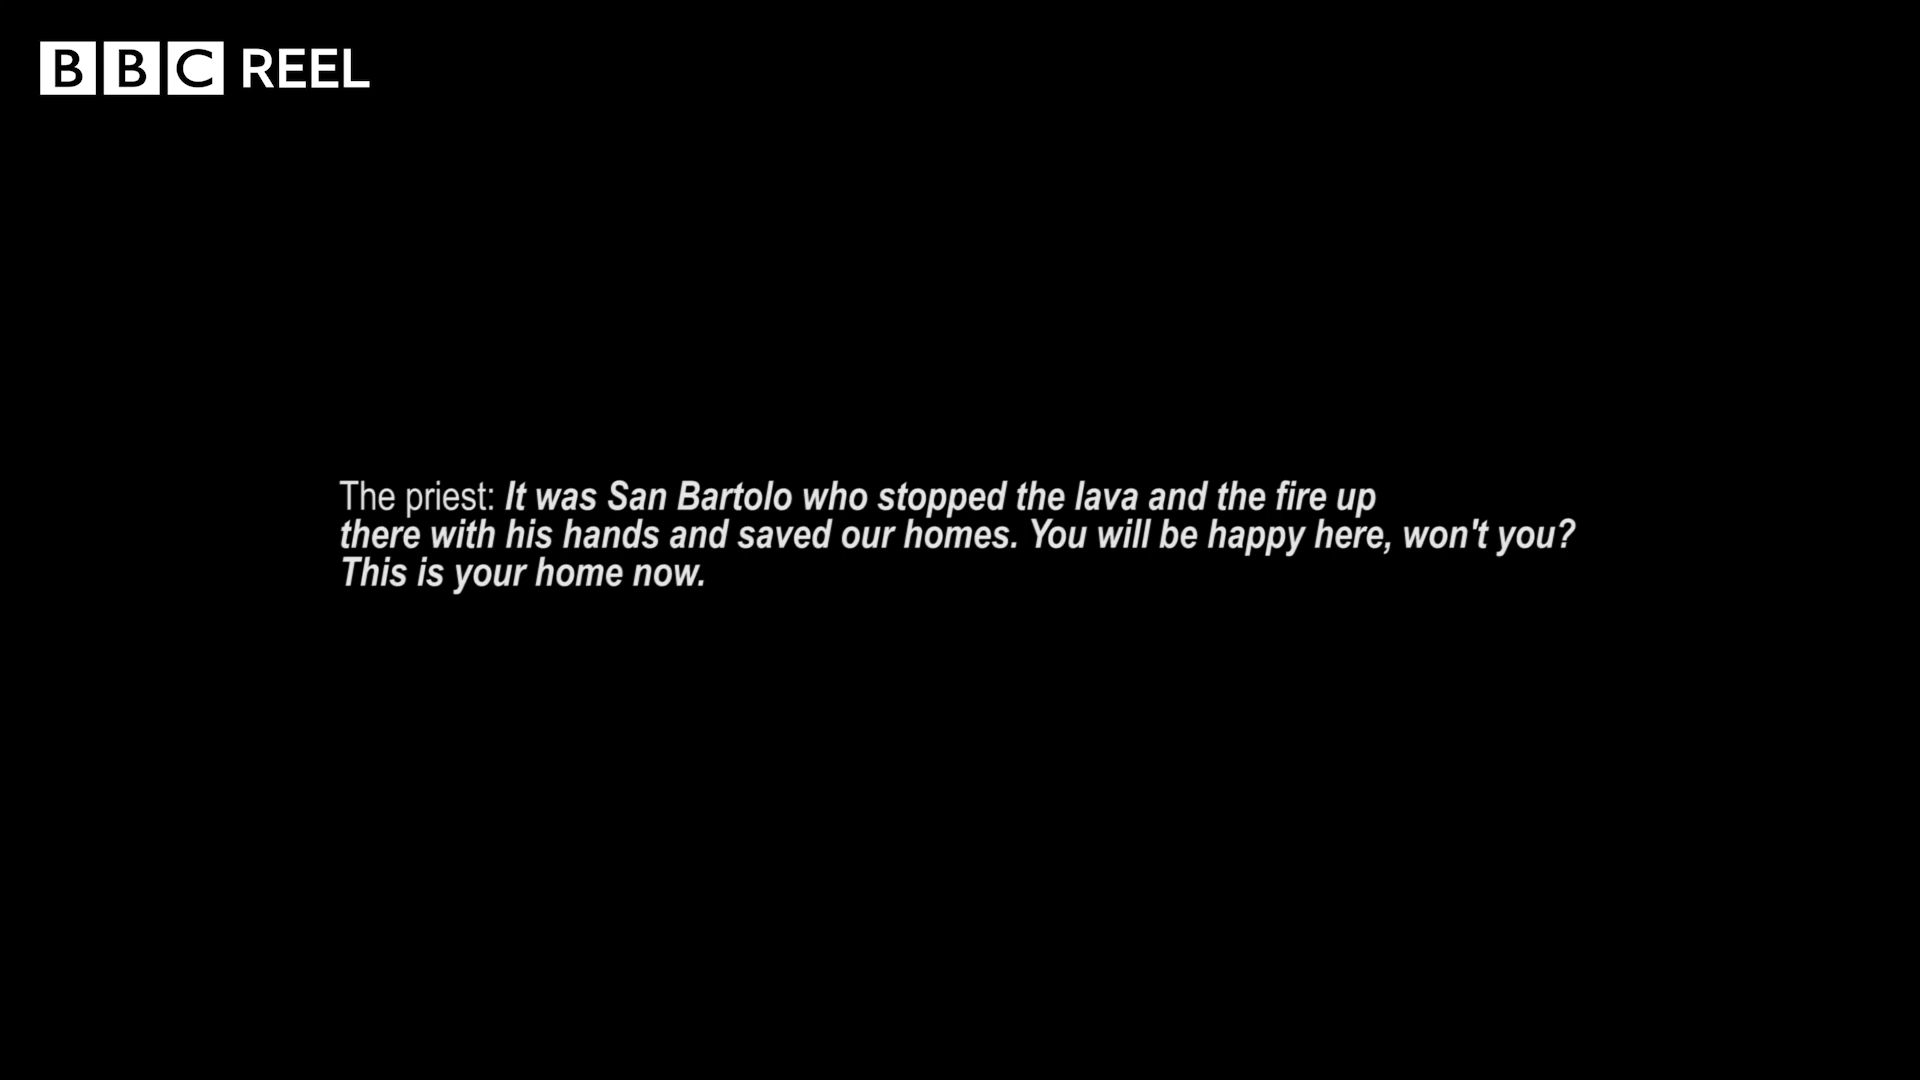 BBC REEL
The priest: It was San Bartolo who stopped the lava and the fire up
there with his hands and saved our homes. You will be happy here, won't you?
This is your home now.